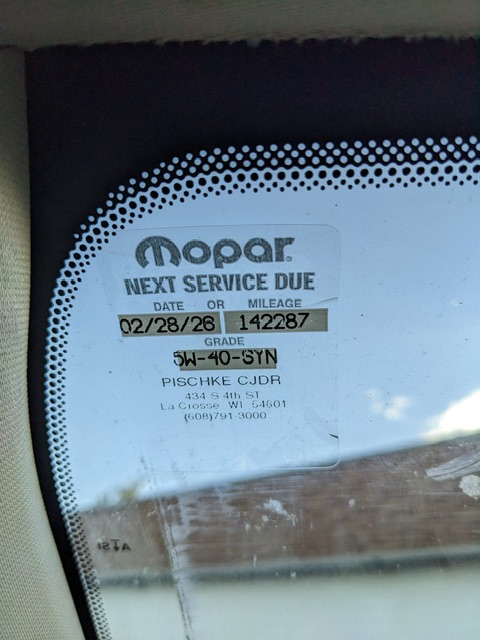 mopar
NEXT SERVICE DUE
DATE OR MILEAGE
02/28/26 142287
GRADE
5W-40-SYN
PISCHKE CJDR
434 S 4th ST
La Crosse WI 54601
(608)791-3000